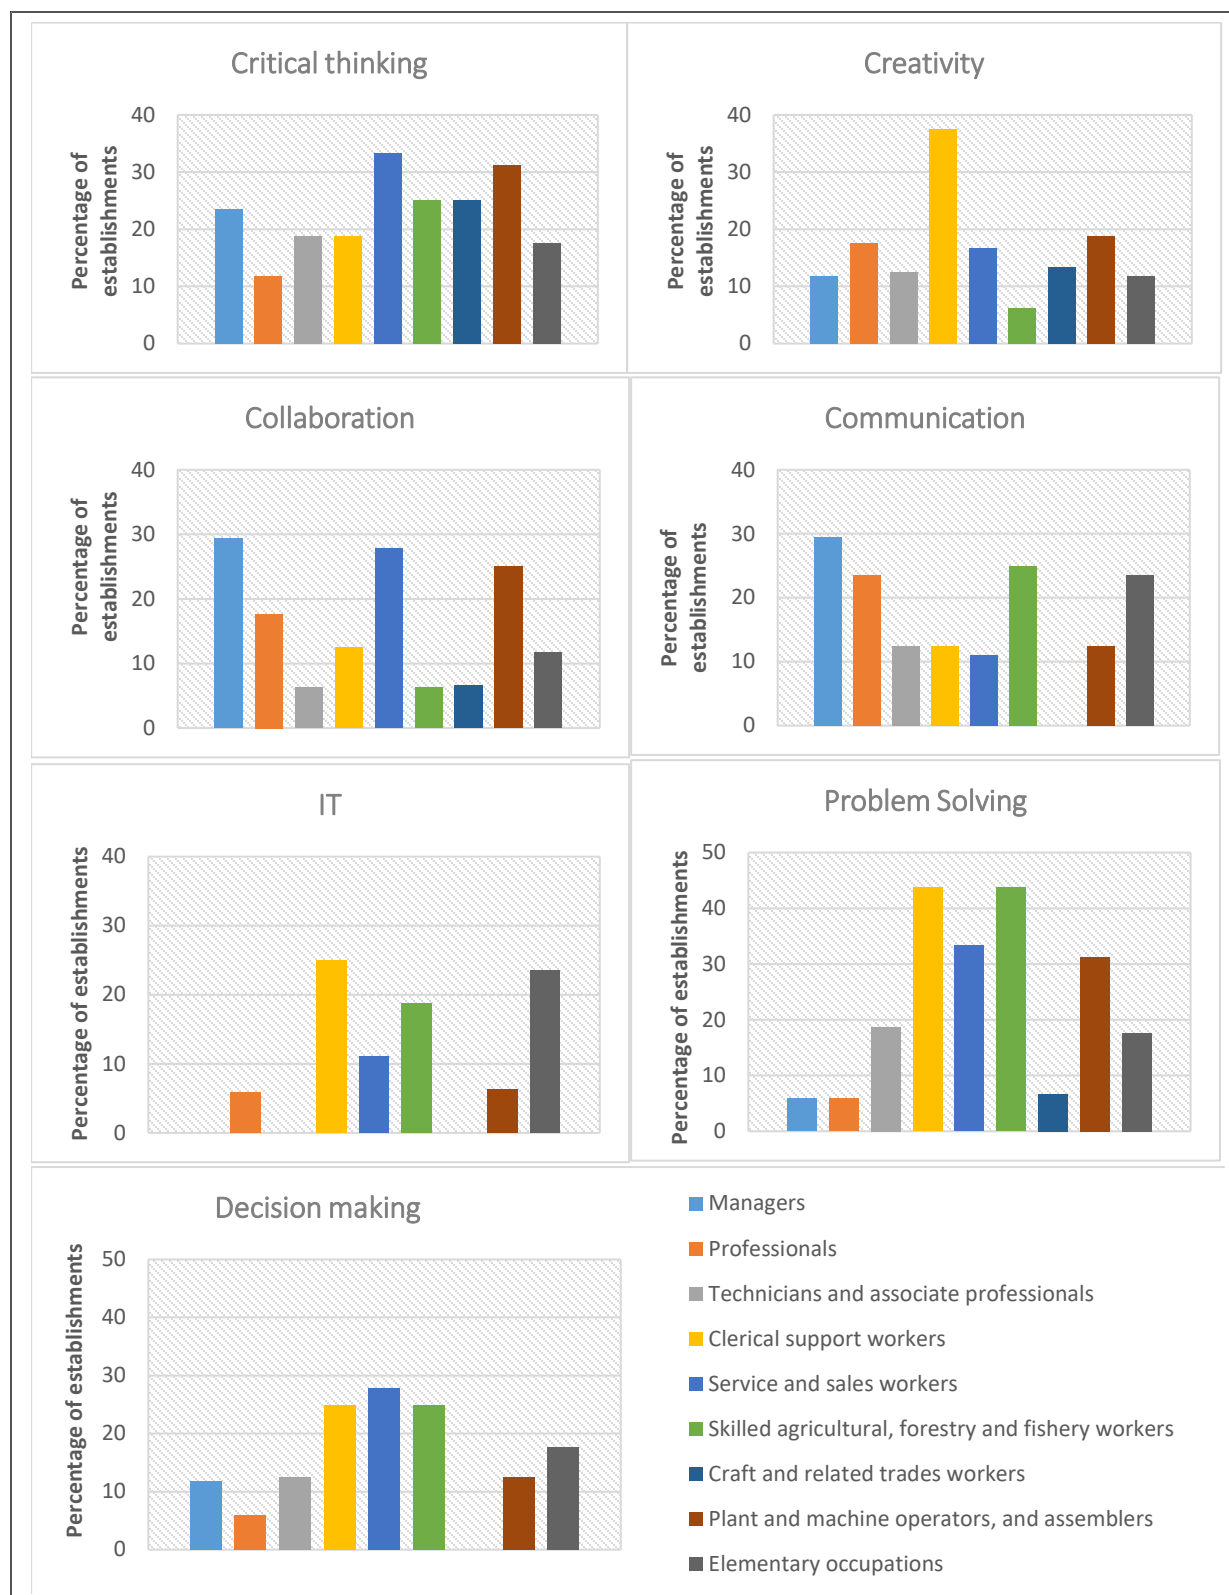 Critical thinking
Percentage of
establishments
40
30
20
10
0
Creativity
Percentage of
establishments
40
30
20
10
0
Collaboration
Percentage of
establishments
40
30
20
10
0
Communication
Percentage of
establishments
40
30
20
10
0
IT
Percentage of establishments
40
30
20
10
0
Problem Solving
Percentage of establishments
50
40
30
20
10
0
Decision making
Percentage of establishments
50
40
30
20
10
0
Managers
Professionals
Technicians and associate professionals
Clerical support workers
Service and sales workers
Skilled agricultural, forestry and fishery workers
Craft and related trades workers
Plant and machine operators, and assemblers
Elementary occupations